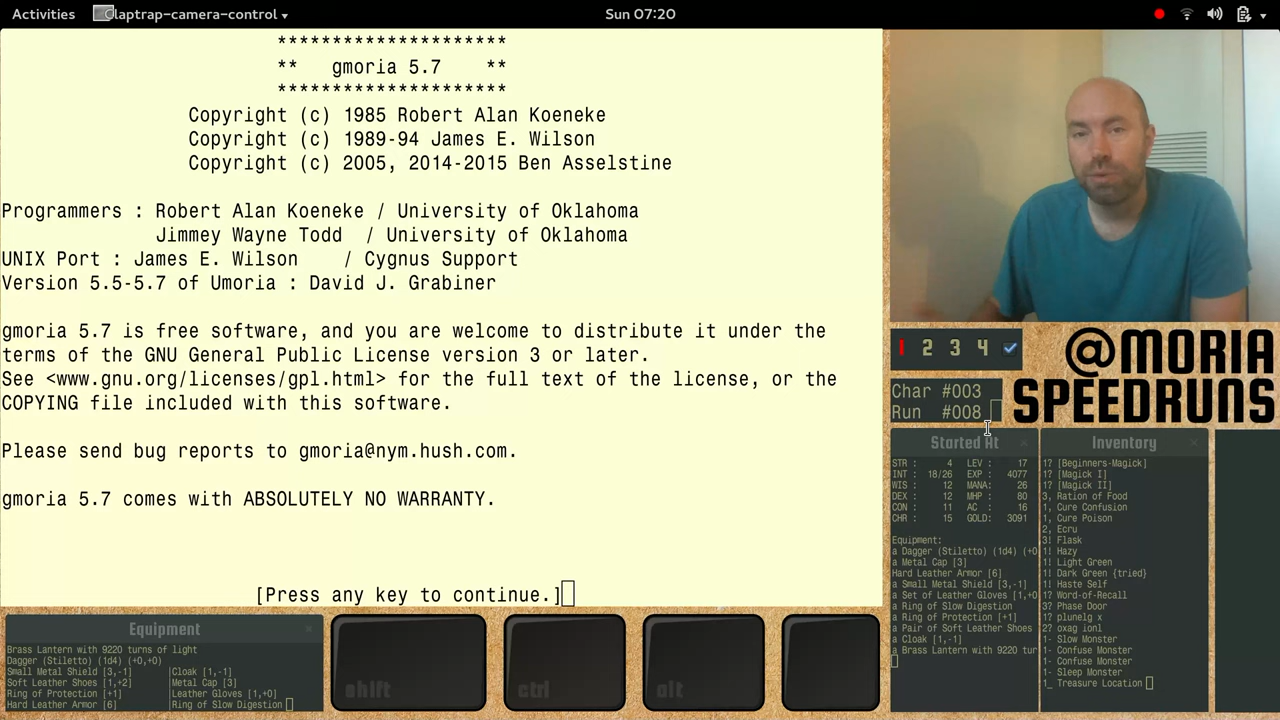 Activities
Claptrap-camera-control
Sun 07:20
*********************
** gmoria 5.7 **
*********************
Copyright (c) 1985 Robert Alan Koeneke
Copyright (c) 1989-94 James E. Wilson
Copyright (c) 2005, 2014-2015 Ben Asselstine
Programmers : Robert Alan Koeneke / University of Oklahoma
Jimmey Wayne Todd / University of Oklahoma
UNIX Port : James E. Wilson / Cygnus Support
Version 5.5-5.7 of Umoria : David J. Grabiner
gmoria 5.7 is free software, and you are welcome to distribute it under the
terms of the GNU General Public License version 3 or later.
See <www.gnu.org/licenses/gpl.html> for the full text of the license, or the
COPYING file included with this software.
Please send bug reports to gmoria@nym.hush.com.
gmoria 5.7 comes with ABSOLUTELY NO WARRANTY.
[Press any key to continue.]
1 2 3 4
@MORIA
SPEEDRUNS
Char #003
Run #008
Started At
STR : 4 LEV : 17
INT : 18/26 EXP : 4077
WIS : 12 MANA: 26
DEX : 12 MHP : 80
CON : 11 AC : 16
CHR : 15 GOLD: 3091
Equipment:
a Dagger (Stiletto) (1d4) (+0
a Metal Cap [3]
Hard Leather Armor [6]
a Small Metal Shield [3,-1]
a Set of Leather Gloves [1,+0
a Ring of Slow Digestion
a Ring of Protection [+1]
a Pair of Soft Leather Shoes
a Cloak [1,-1]
a Brass Lantern with 9220 tur
Inventory
1? [Beginners-Magick]
1? [Magick I]
1? [Magick II]
3, Ration of Food
1, Cure Confusion
1, Cure Poison
2, Ecru
3! Flask
1! Hazy
1! Light Green
1! Dark Green {tried}
1! Haste Self
1? Word-of-Recall
3? Phase Door
1? plunelg x
2? oxag ionl
1- Slow Monster
1- Confuse Monster
1- Confuse Monster
1- Sleep Monster
1_ Treasure Location
Equipment
Brass Lantern with 9220 turns of light
Dagger (Stiletto) (1d4) (+0,+0)
Small Metal Shield [3,-1] |Cloak [1,-1]
Soft Leather Shoes [1,+2] |Metal Cap [3]
Ring of Protection [+1] |Leather Gloves [1,+0]
Hard Leather Armor [6] |Ring of Slow Digestion
shift
ctrl
alt